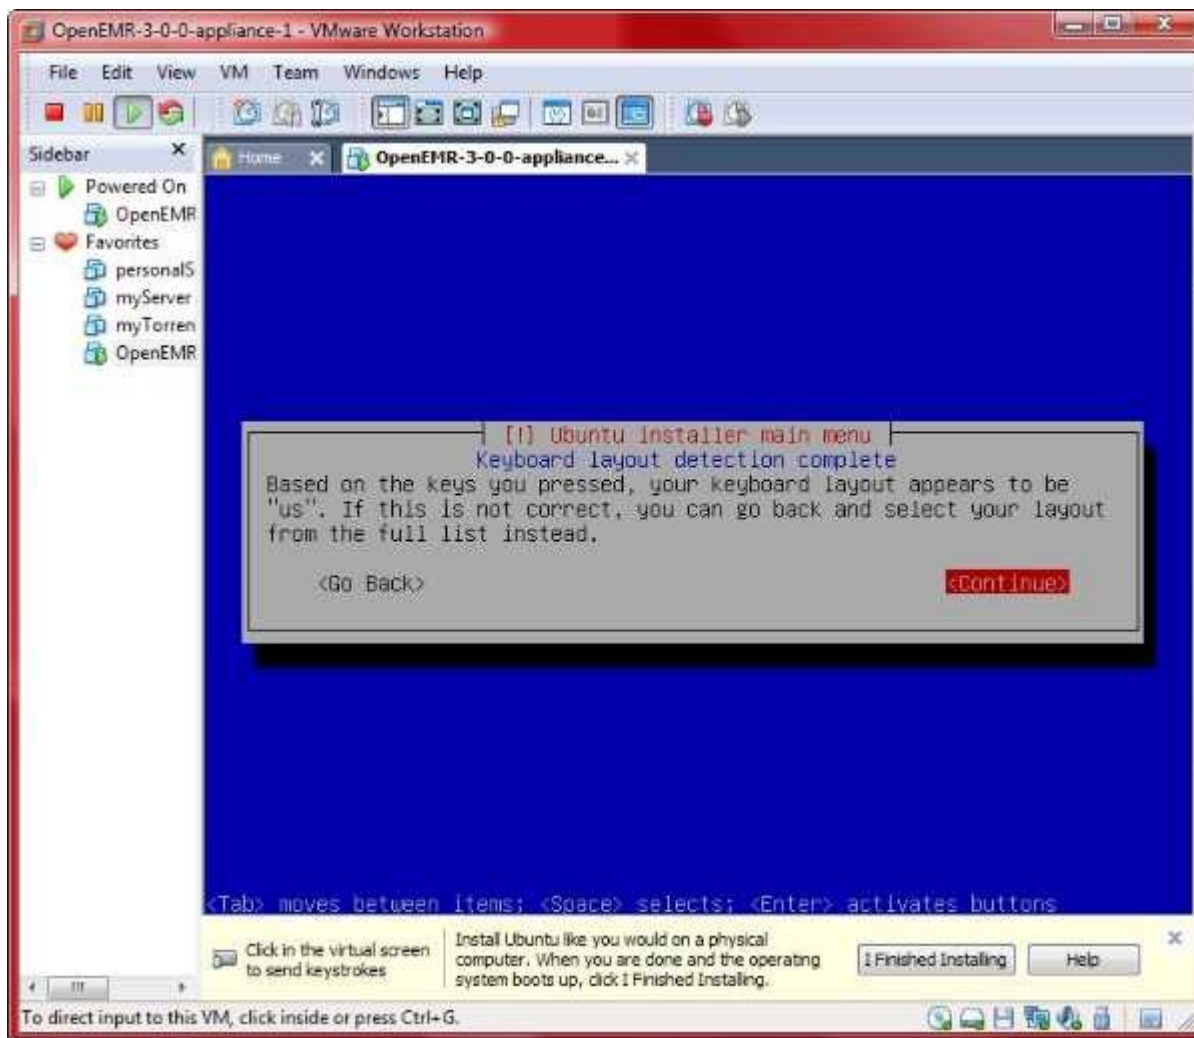 OpenEMR-3-0-0-appliance-1 - VMware Workstation
File Edit View VM Team Windows Help
Sidebar
Home
OpenEMR-3-0-0-appliance...
Powered On
OpenEMR
Favorites
personalS
myServer
myTorren
OpenEMR
[!] Ubuntu installer main menu
Keyboard layout detection complete
Based on the keys you pressed, your keyboard layout appears to be
"us". If this is not correct, you can go back and select your layout
from the full list instead.
<Go Back> <Continue>
<Tab> moves between items; <Space> selects; <Enter> activates buttons
Click in the virtual screen
to send keystrokes
Install Ubuntu like you would on a physical
computer. When you are done and the operating
system boots up, click I Finished Installing.
I Finished Installing
Help
To direct input to this VM, click inside or press Ctrl+G.